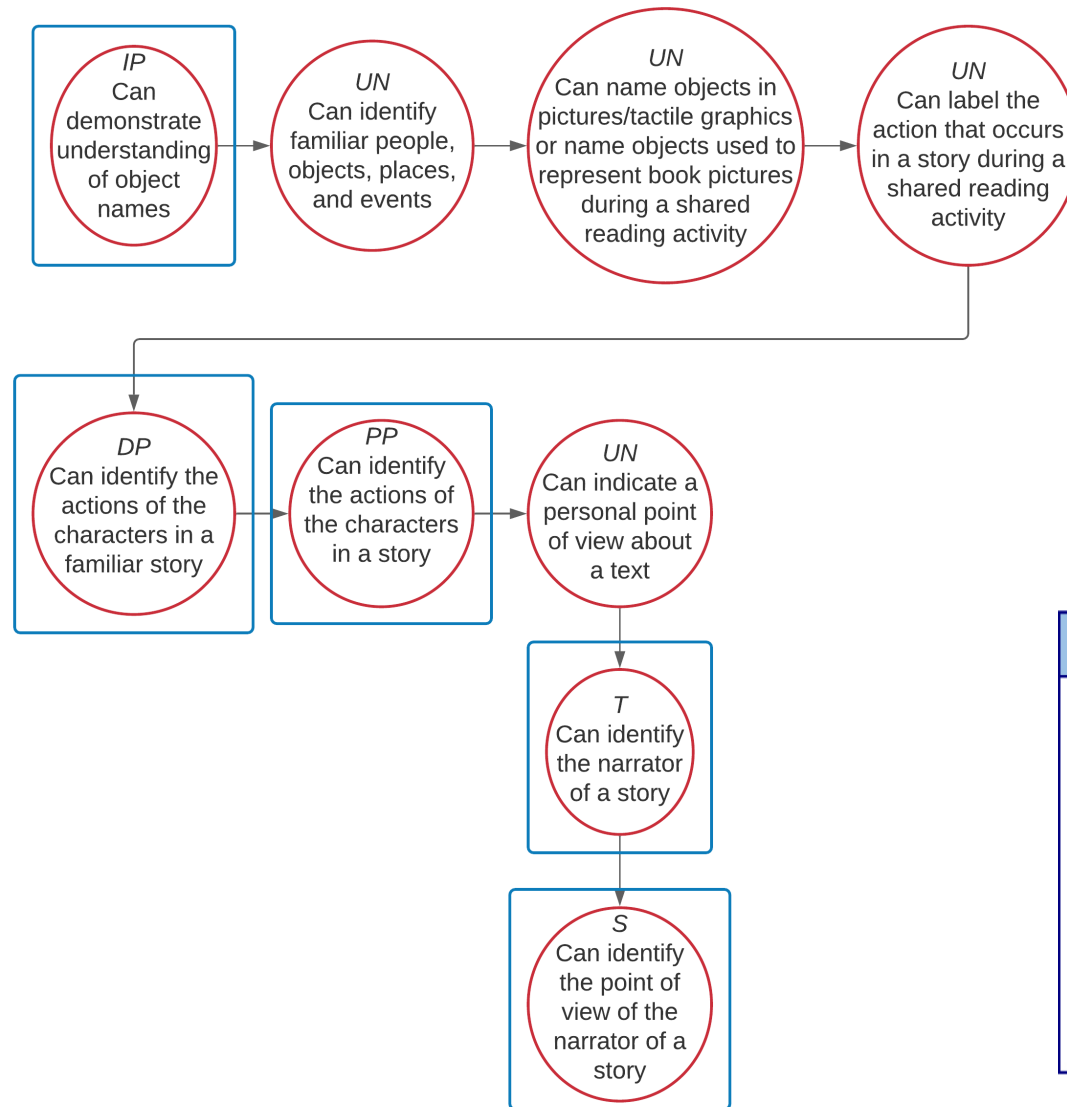 IP
Can
demonstrate
understanding
of object
names
UN
Can identify
familiar people,
objects, places,
and events
UN
Can name objects in
pictures/tactile graphics
or name objects used to
represent book pictures
during a shared
reading activity
UN
Can label the
action that occurs
in a story during a
shared reading
activity
DP
Can identify the
actions of the
characters in a
familiar story
PP
Can identify
the actions of
the characters
in a story
UN
Can indicate a
personal point
of view about
a text
T
Can identify
the narrator
of a story
S
Can identify
the point of
view of the
narrator of a
story